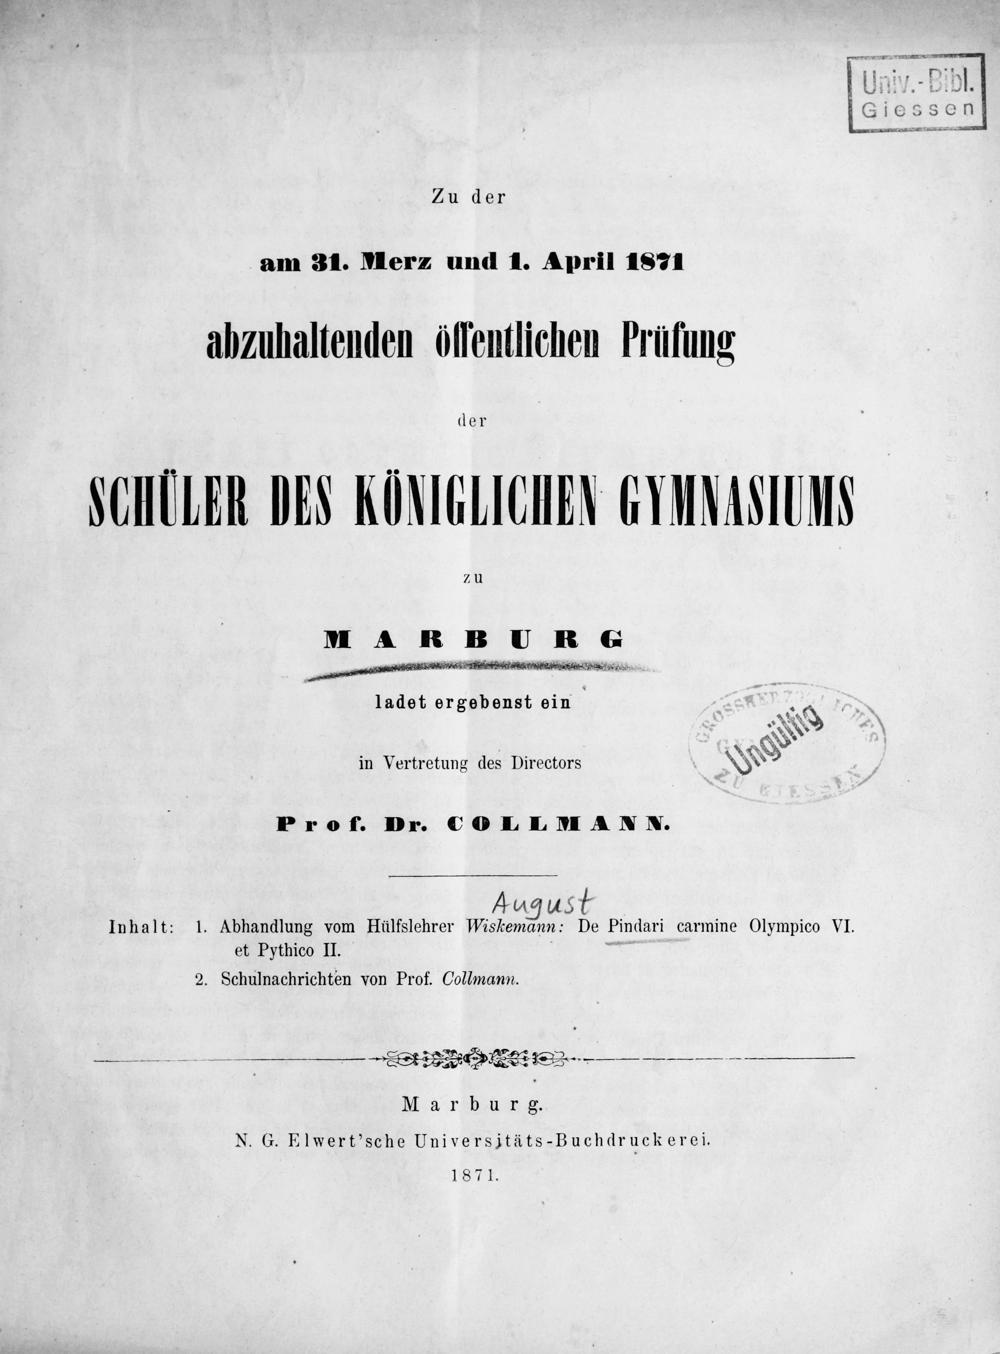 Univ.-Bibl.
Giessen
Zu der
am 31. Merz und 1. April 1871
abzuhaltenden öffentlichen Prüfung
der
SCHÜLER DES KÖNIGLICHEN GYMNASIUMS
zu
MARBURG
ladet ergebenst ein
GROSSHERZOGLICHES
Ungültig
ZU GIESSEN
in Vertretung des Directors
Prof. Dr. COLLMANN.
August
Inhalt: 1. Abhandlung vom Hülfslehrer Wiskemann: De Pindari carmine Olympico VI.
et Pythico II.
2. Schulnachrichten von Prof. Collmann.
Marburg.
N. G. Elwert'sche Universitäts-Buchdruckerei.
1871.